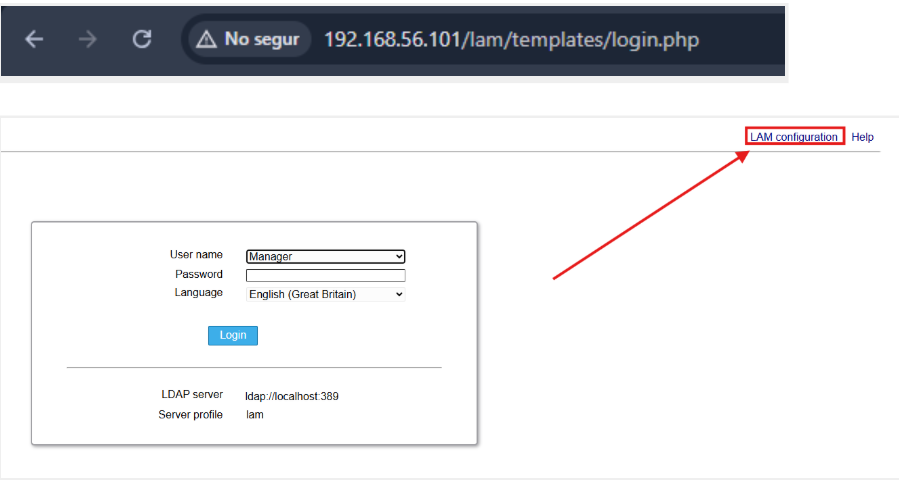 No segur 192.168.56.101/lam/templates/login.php
LAM configuration Help
User name Manager
Password
Language English (Great Britain)
Login
LDAP server ldap://localhost:389
Server profile lam